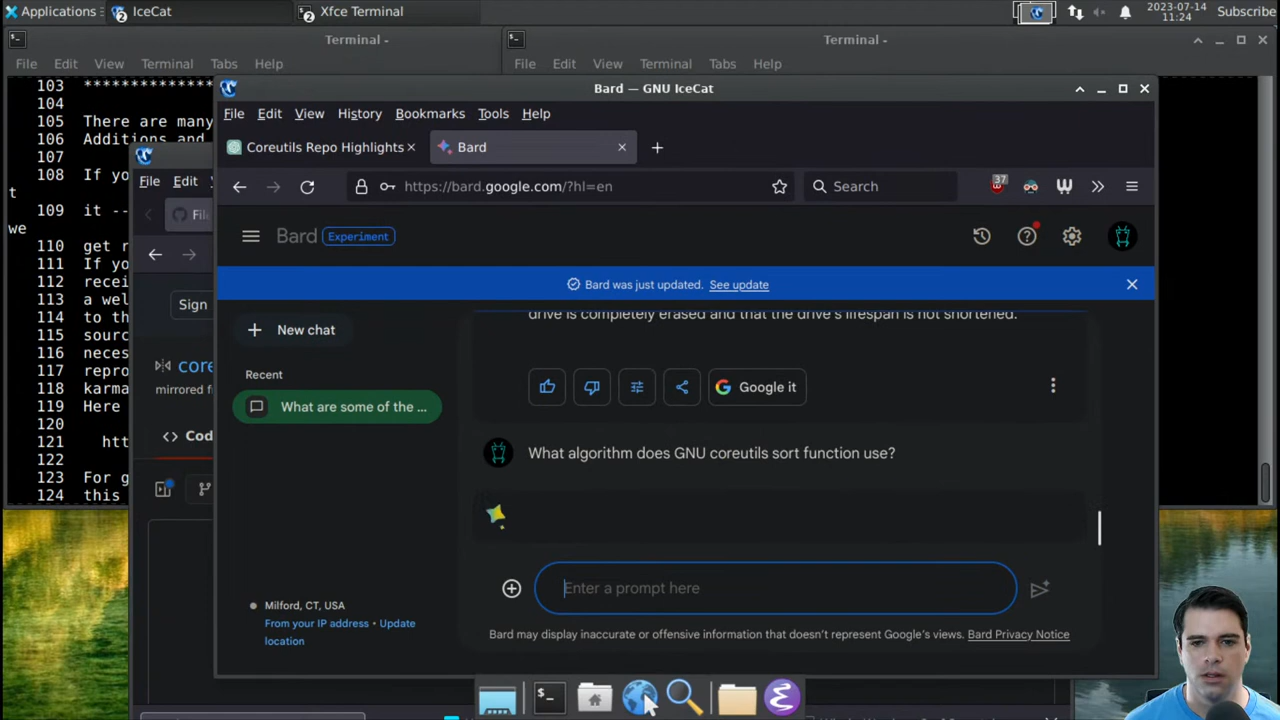 Applications
IceCat
Xfce Terminal
2023-07-14
11:24
Subscribe
Terminal -
Terminal -
File Edit View Terminal Tabs Help
File Edit View Terminal Tabs Help
103 ***************
104
105 There are many
106 Additions and
107
108 If yo
t
109 it --
we
110 get r
111 If yo
112 recei
113 a wel
114 to th
115 sourc
116 neces
117 repro
118 karma
119 Here
120
121 htt
122
123 For g
124 this
File Edit
Fil
Sign
core
mirrored f
Cod
Bard — GNU IceCat
File Edit View History Bookmarks Tools Help
Coreutils Repo Highlights
Bard
https://bard.google.com/?hl=en
Search
37
Bard Experiment
Bard was just updated. See update
New chat
Recent
What are some of the ...
drive is completely erased and that the drive's lifespan is not shortened.
Google it
What algorithm does GNU coreutils sort function use?
Enter a prompt here
Milford, CT, USA
From your IP address • Update
location
Bard may display inaccurate or offensive information that doesn't represent Google's views. Bard Privacy Notice